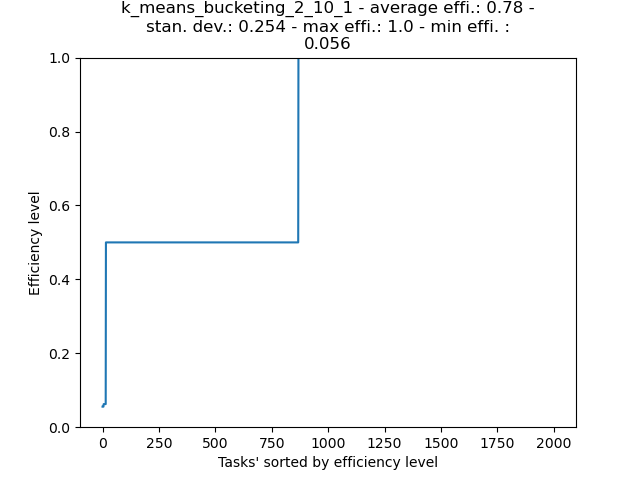 k_means_bucketing_2_10_1 - average effi.: 0.78 -
stan. dev.: 0.254 - max effi.: 1.0 - min effi. :
0.056
1.0
0.8
0.6
0.4
0.2
0.0
Efficiency level
0 250 500 750 1000 1250 1500 1750 2000
Tasks' sorted by efficiency level